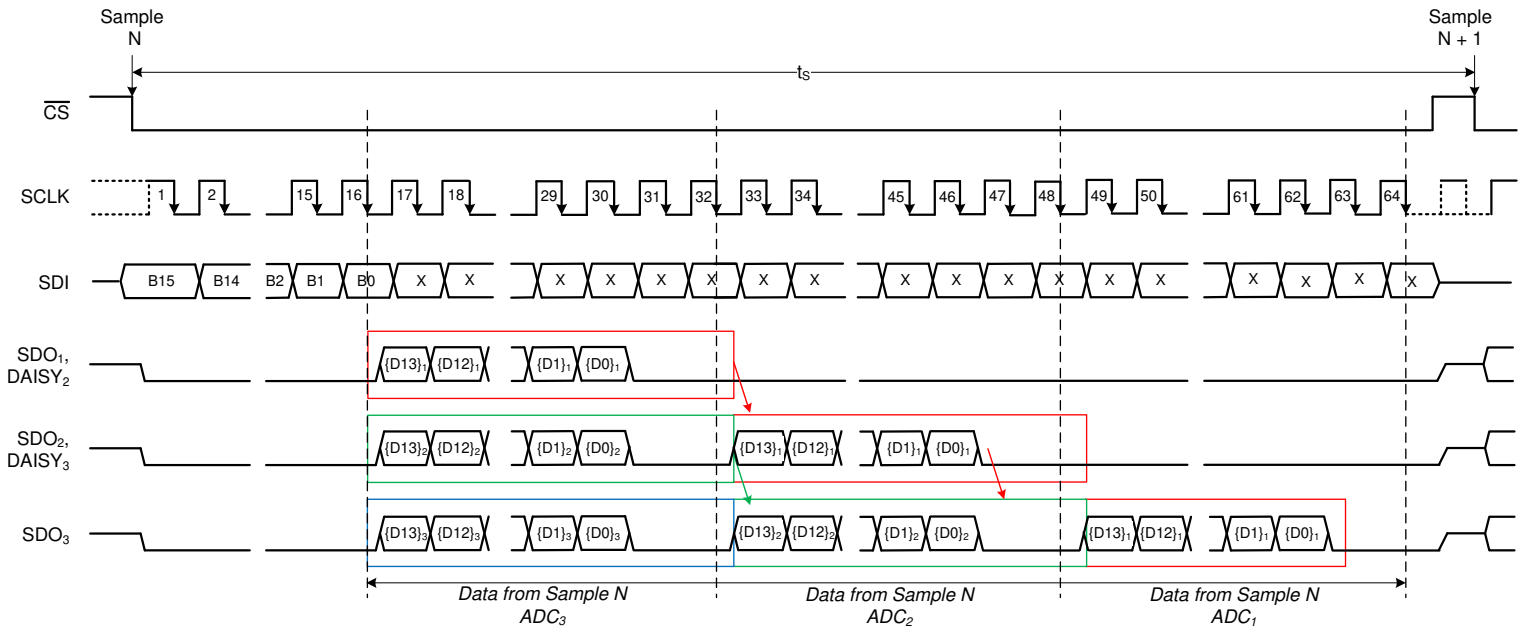 Sample
N
Sample
N + 1
tS
CS
SCLK
1 2 15 16 17 18 29 30 31 32 33 34 45 46 47 48 49 50 61 62 63 64
SDI
B15 B14 B2 B1 B0 X X X X X X X X X X X X X X X X X X
SDO1,
DAISY2
{D13}1 {D12}1 {D1}1 {D0}1
SDO2,
DAISY3
{D13}2 {D12}2 {D1}2 {D0}2 {D13}1 {D12}1 {D1}1 {D0}1
SDO3
{D13}3 {D12}3 {D1}3 {D0}3 {D13}2 {D12}2 {D1}2 {D0}2 {D13}1 {D12}1 {D1}1 {D0}1
Data from Sample N
ADC3
Data from Sample N
ADC2
Data from Sample N
ADC1